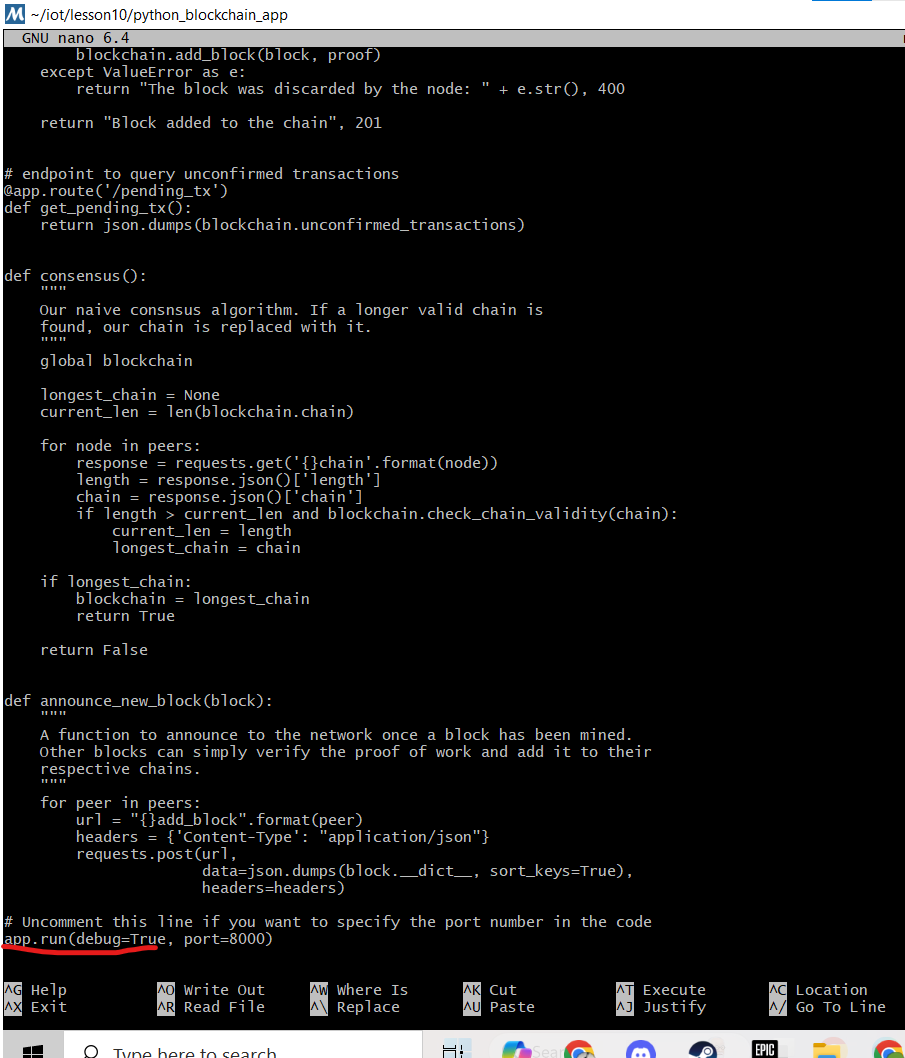 M ~/iot/lesson10/python_blockchain_app
GNU nano 6.4
        blockchain.add_block(block, proof)
    except ValueError as e:
        return "The block was discarded by the node: " + e.str(), 400

    return "Block added to the chain", 201


# endpoint to query unconfirmed transactions
@app.route('/pending_tx')
def get_pending_tx():
    return json.dumps(blockchain.unconfirmed_transactions)


def consensus():
    """
    Our naive consnsus algorithm. If a longer valid chain is
    found, our chain is replaced with it.
    """
    global blockchain

    longest_chain = None
    current_len = len(blockchain.chain)

    for node in peers:
        response = requests.get('{}chain'.format(node))
        length = response.json()['length']
        chain = response.json()['chain']
        if length > current_len and blockchain.check_chain_validity(chain):
            current_len = length
            longest_chain = chain

    if longest_chain:
        blockchain = longest_chain
        return True

    return False


def announce_new_block(block):
    """
    A function to announce to the network once a block has been mined.
    Other blocks can simply verify the proof of work and add it to their
    respective chains.
    """
    for peer in peers:
        url = "{}add_block".format(peer)
        headers = {'Content-Type': "application/json"}
        requests.post(url,
                      data=json.dumps(block.__dict__, sort_keys=True),
                      headers=headers)

# Uncomment this line if you want to specify the port number in the code
app.run(debug=True, port=8000)

^G Help ^O Write Out ^W Where Is ^K Cut ^T Execute ^C Location
^X Exit ^R Read File ^\ Replace ^U Paste ^J Justify ^/ Go To Line
Type here to search
Sear
EPIC